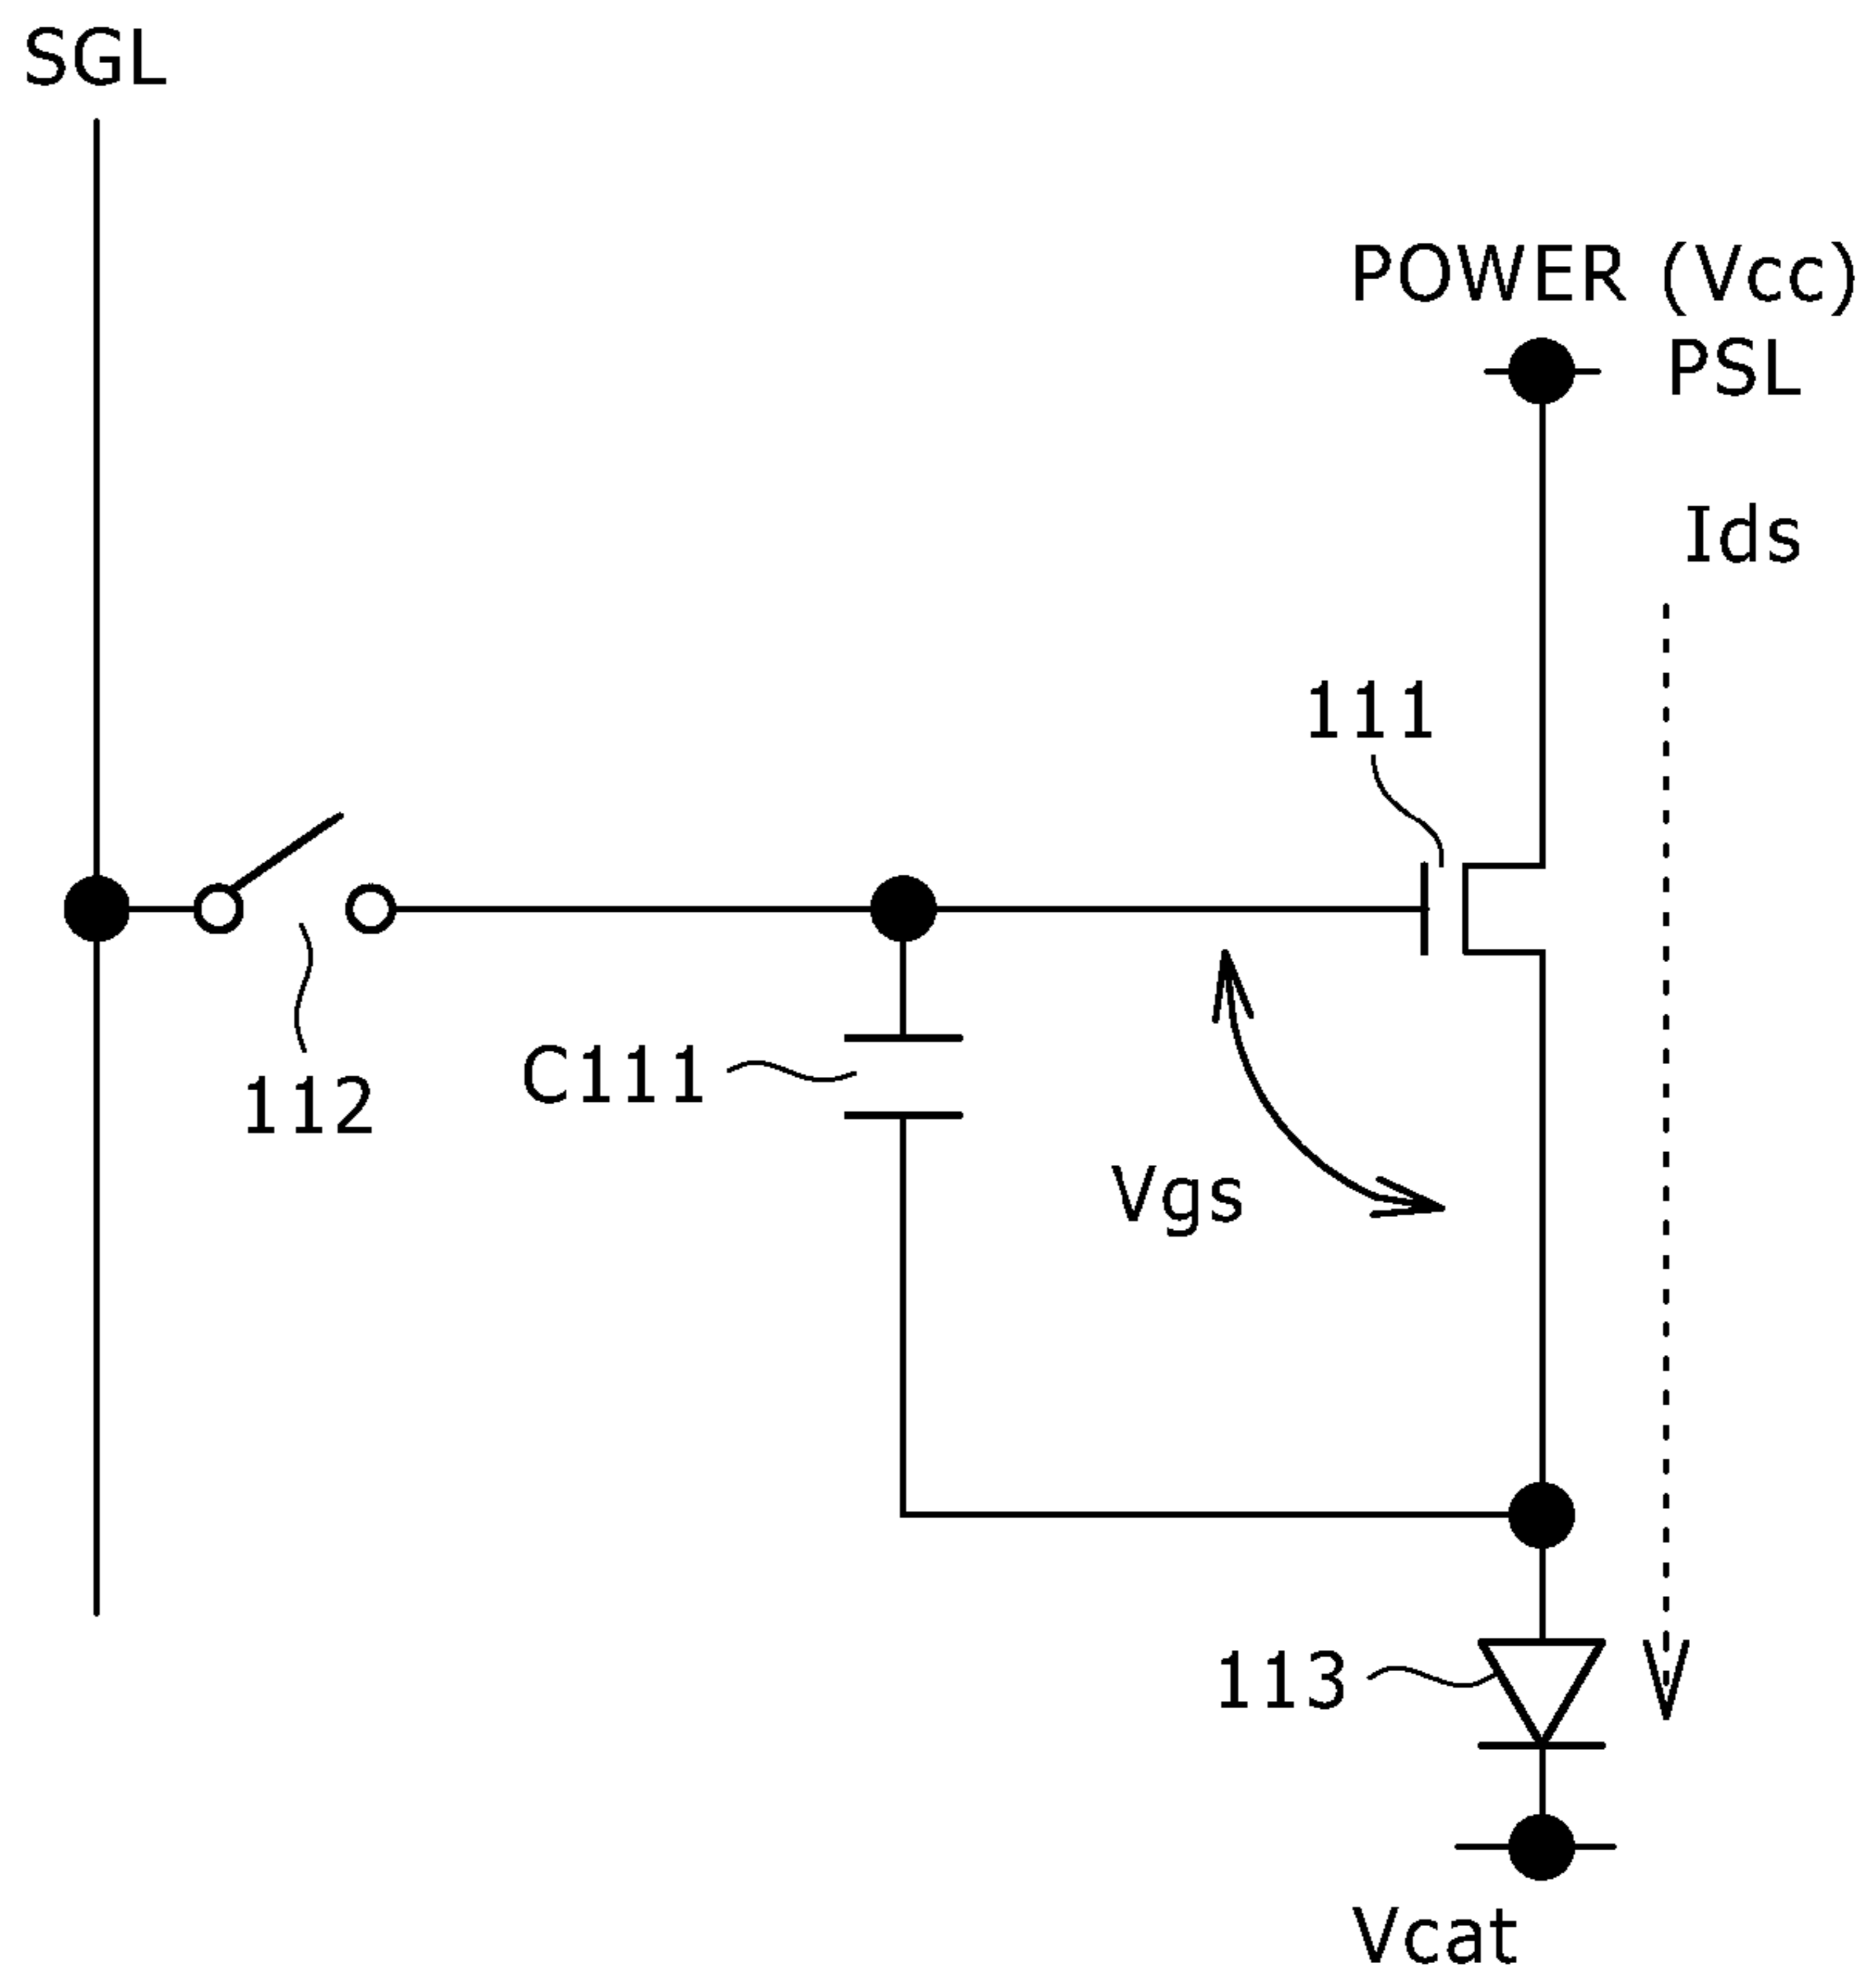 SGL
POWER (Vcc)
PSL
Ids
111
112
C111
Vgs
113
Vcat